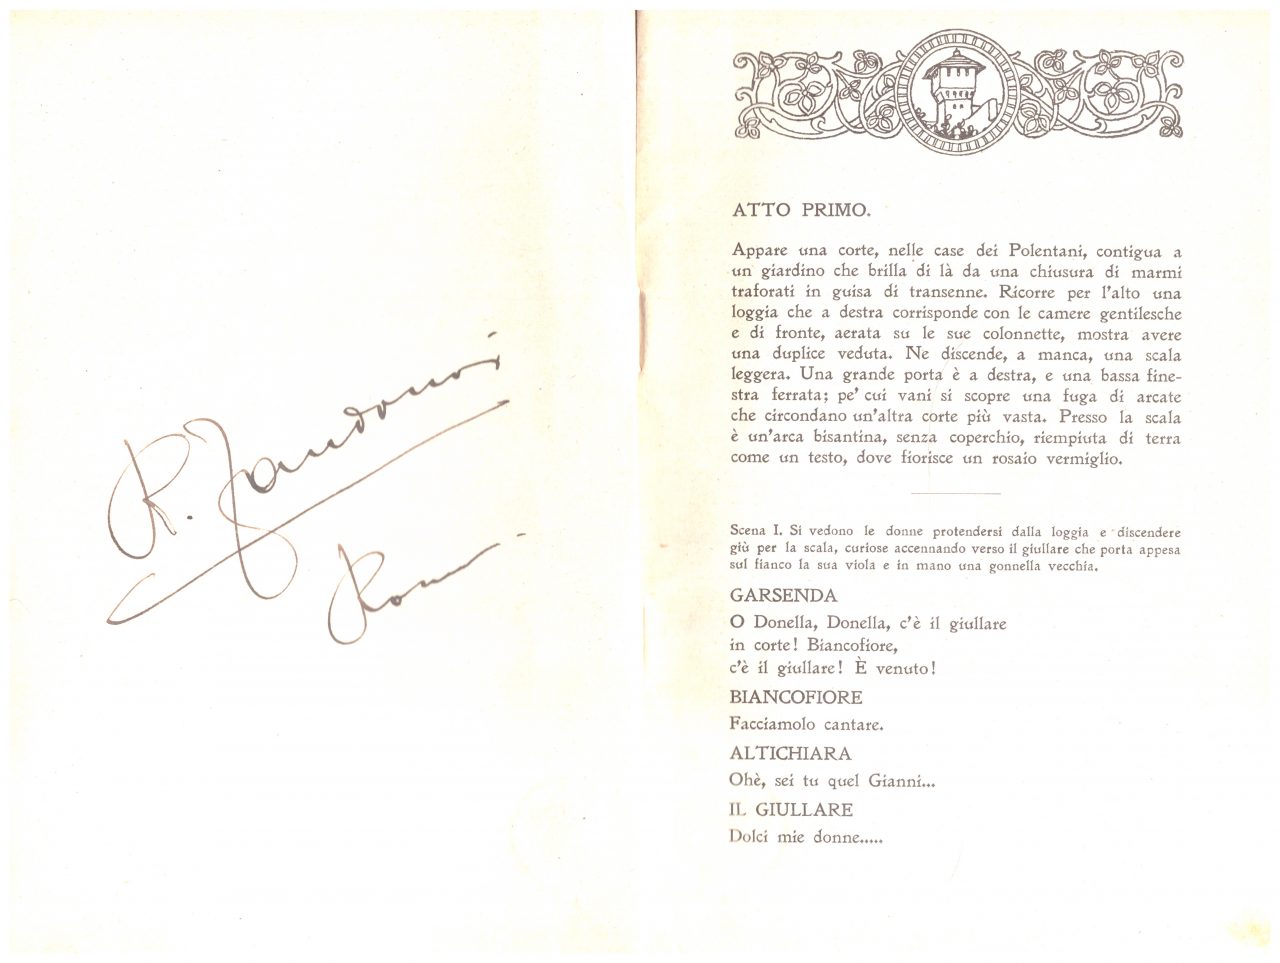 R. Zandonai
ATTO PRIMO.
Appare una corte, nelle case dei Polentani, contigua a
un giardino che brilla di là da una chiusura di marmi
traforati in guisa di transenne. Ricorre per l'alto una
loggia che a destra corrisponde con le camere gentilesche
e di fronte, aerata su le sue colonnette, mostra avere
una duplice veduta. Ne discende, a manca, una scala
leggera. Una grande porta è a destra, e una bassa fine-
stra ferrata; pe' cui vani si scopre una fuga di arcate
che circondano un'altra corte più vasta. Presso la scala
è un'arca bisantina, senza coperchio, riempiuta di terra
come un testo, dove fiorisce un rosaio vermiglio.
Scena I. Si vedono le donne protendersi dalla loggia e discendere
giù per la scala, curiose accennando verso il giullare che porta appesa
sul fianco la sua viola e in mano una gonnella vecchia.
GARSENDA
O Donella, Donella, c'è il giullare
in corte! Biancofiore,
c'è il giullare! È venuto!
BIANCOFIORE
Facciamolo cantare.
ALTICHIARA
Ohè, sei tu quel Gianni...
IL GIULLARE
Dolci mie donne.....